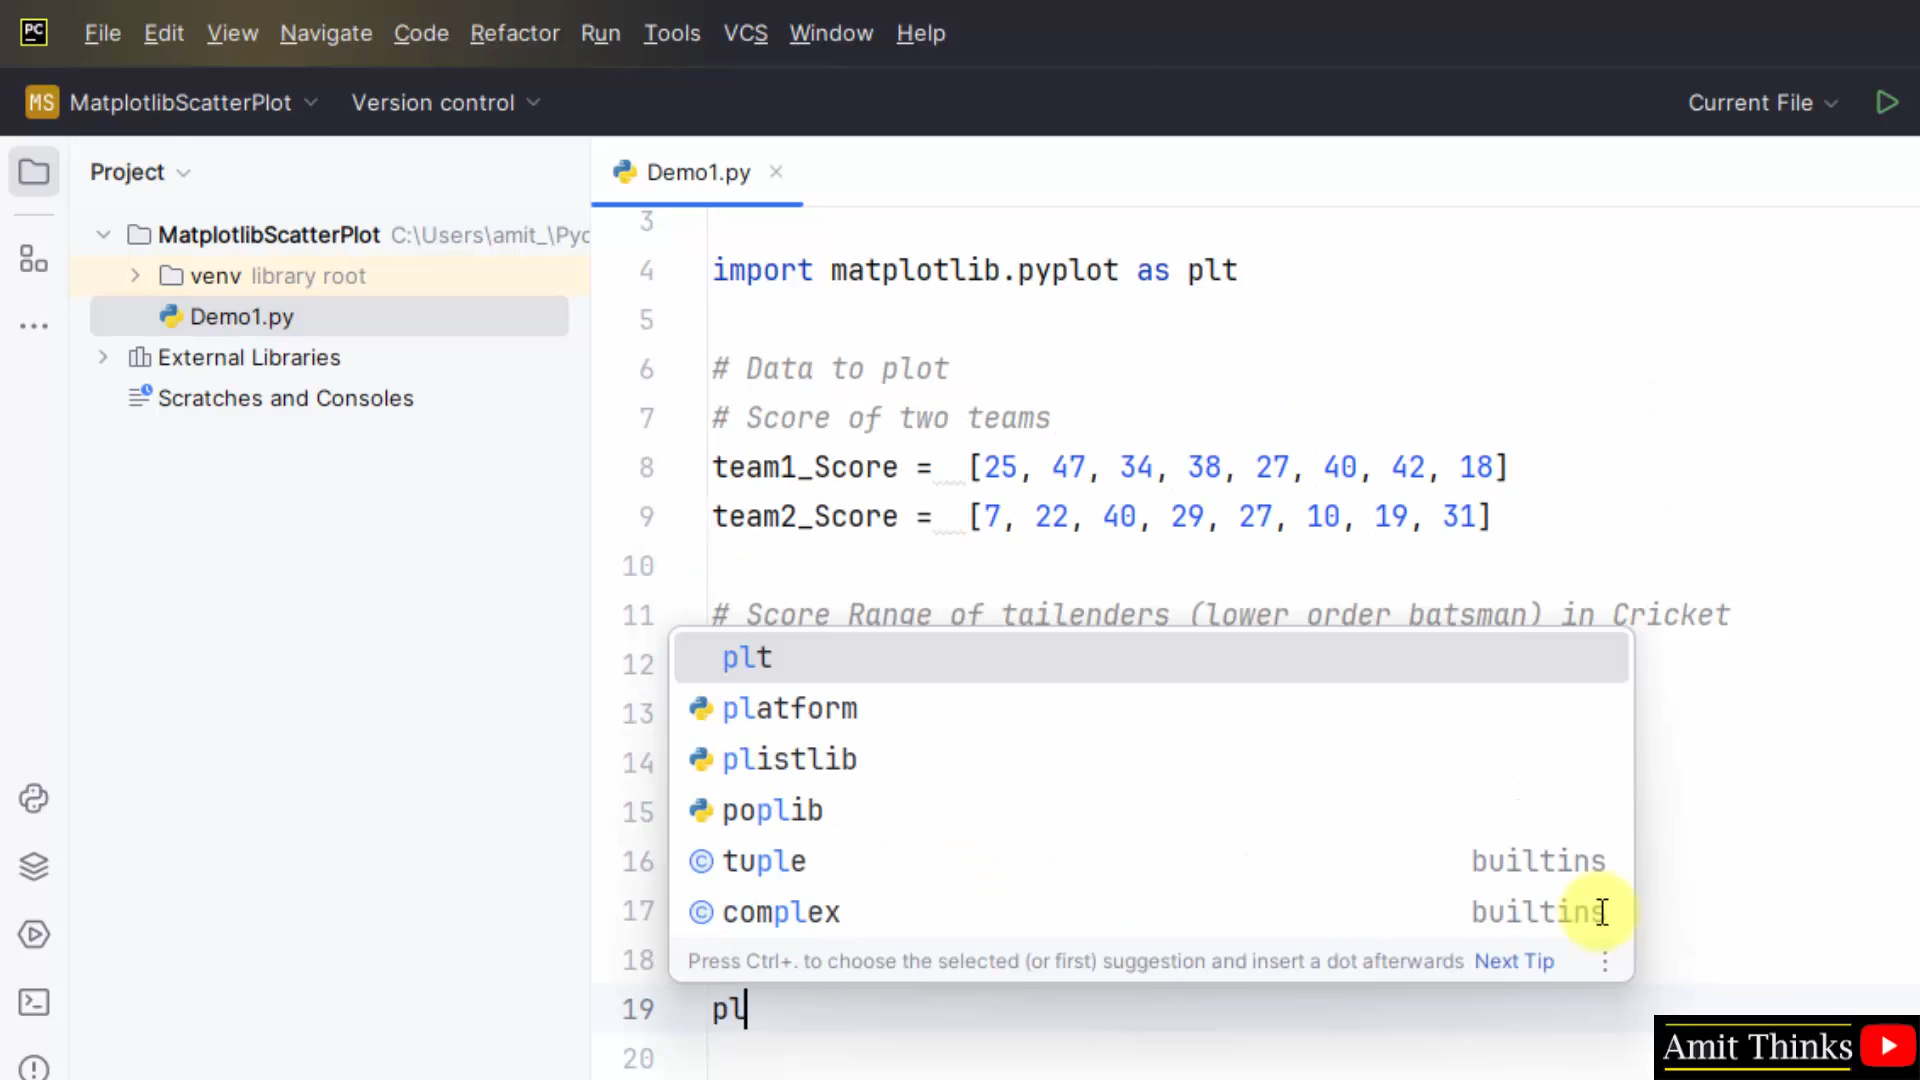 PC File Edit View Navigate Code Refactor Run Tools VCS Window Help
MS MatplotlibScatterPlot Version control Current File
Project
Demo1.py
MatplotlibScatterPlot C:\Users\amit_\Pyc
venv library root
Demo1.py
External Libraries
Scratches and Consoles
3
4 import matplotlib.pyplot as plt
5
6 # Data to plot
7 # Score of two teams
8 team1_Score = [25, 47, 34, 38, 27, 40, 42, 18]
9 team2_Score = [7, 22, 40, 29, 27, 10, 19, 31]
10
11 # Score Range of tailenders (lower order batsman) in Cricket
12
13
14
15
16
17
18
plt
platform
plistlib
poplib
tuple builtins
complex builtins
Press Ctrl+. to choose the selected (or first) suggestion and insert a dot afterwards Next Tip
19 pl
20
Amit Thinks